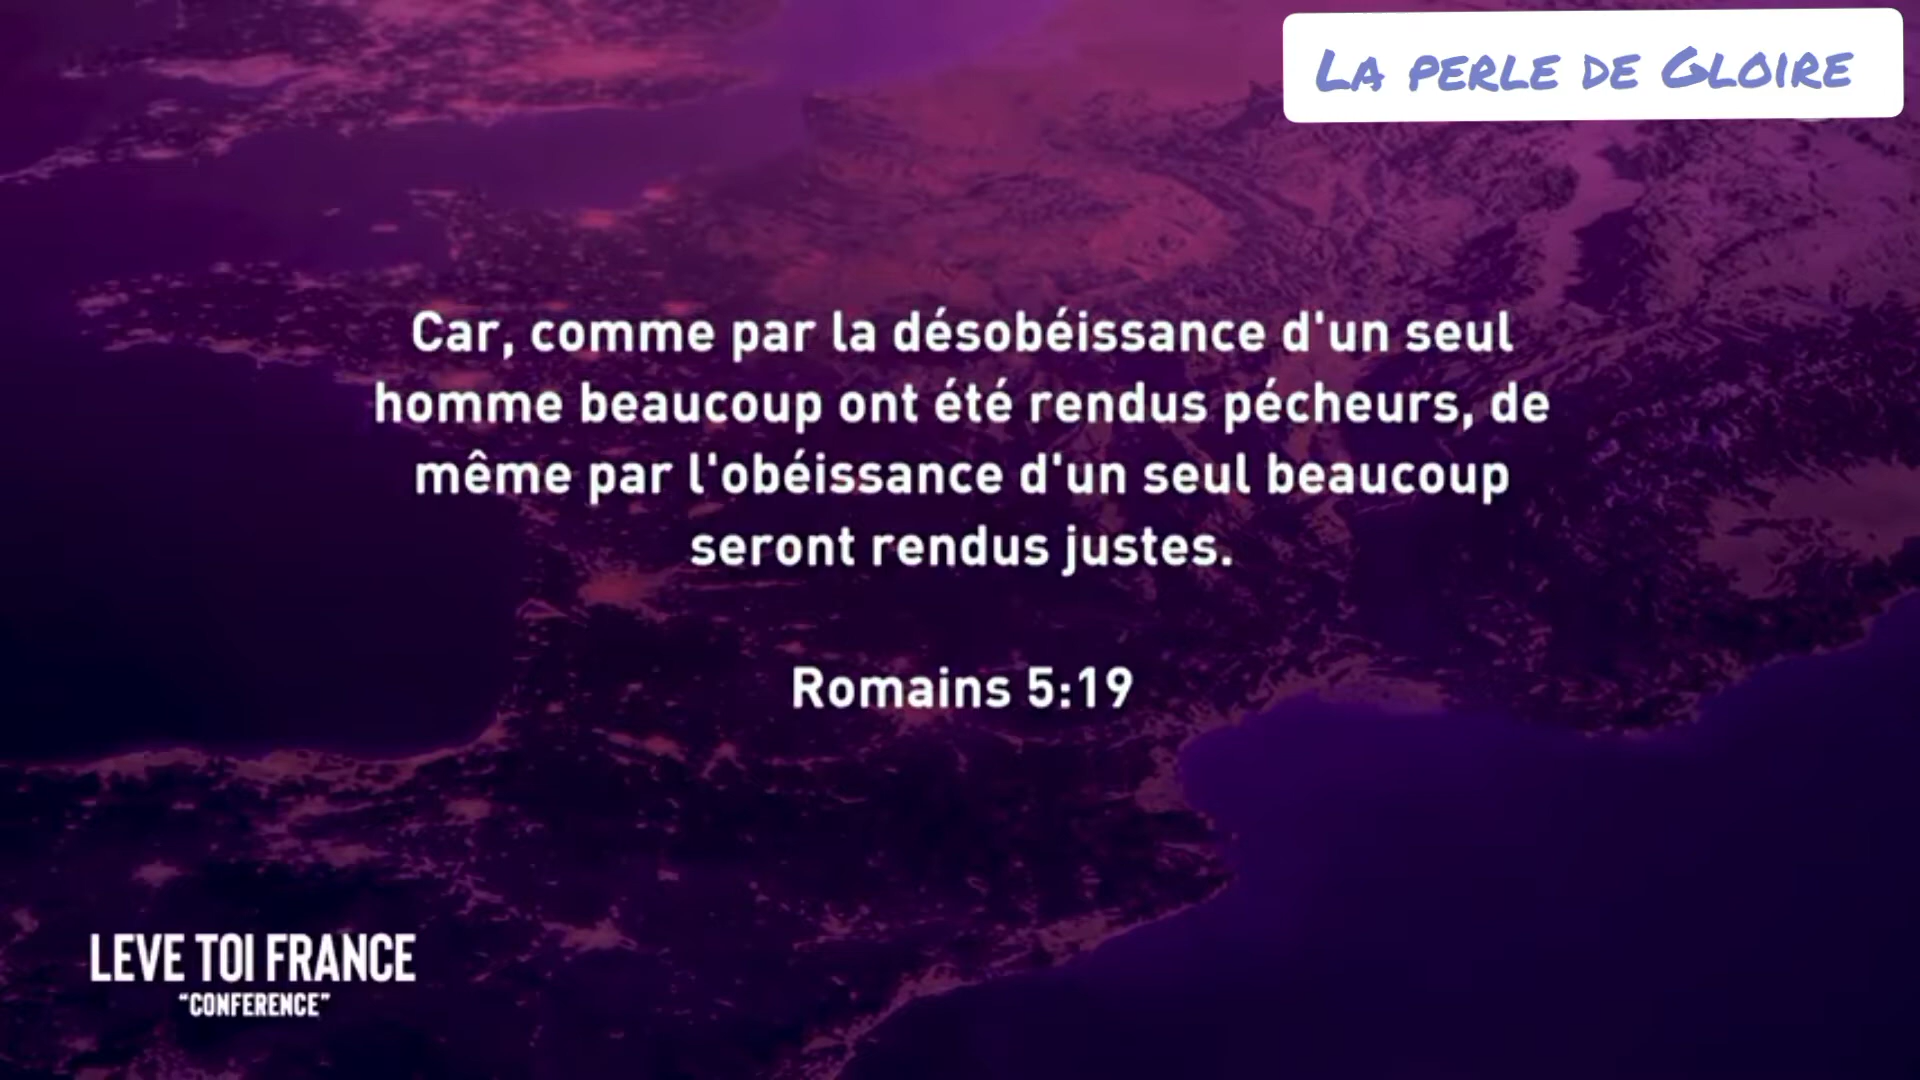 La perle de Gloire
Car, comme par la désobéissance d'un seul
homme beaucoup ont été rendus pécheurs, de
même par l'obéissance d'un seul beaucoup
seront rendus justes.
Romains 5:19
LEVE TOI FRANCE
"CONFERENCE"